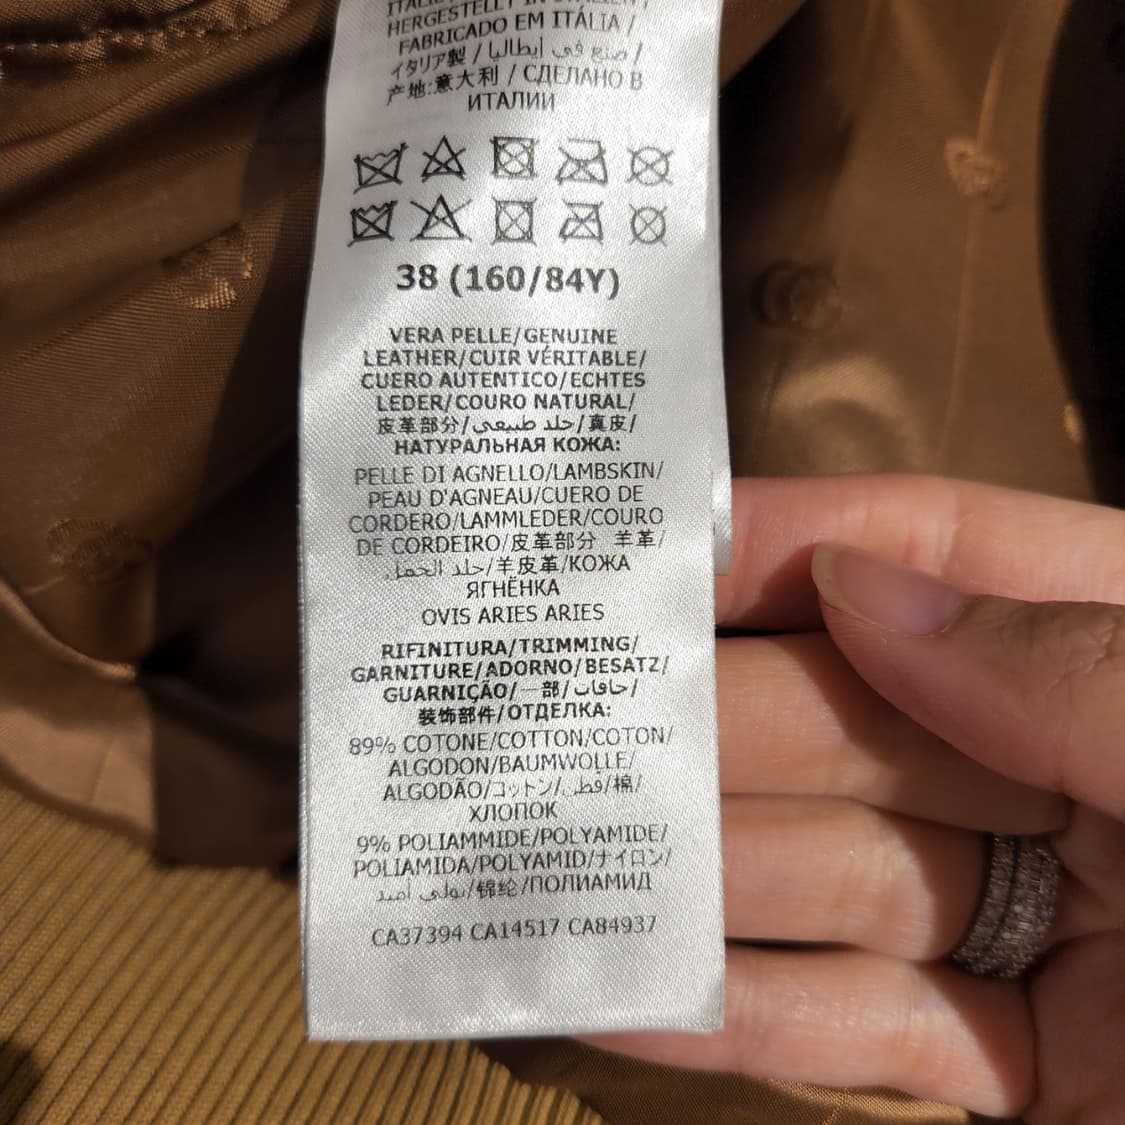 HERGESTELLT IN ITALIEN /
FABRICADO EM ITÁLIA /
イタリア製 / صنع في إيطاليا /
产地:意大利 / СДЕЛАНО В
ИТАЛИИ
38 (160/84Y)
VERA PELLE/GENUINE
LEATHER/CUIR VÉRITABLE/
CUERO AUTENTICO/ECHTES
LEDER/COURO NATURAL/
皮革部分/جلد طبيعي/真皮/
НАТУРАЛЬНАЯ КОЖА:
PELLE DI AGNELLO/LAMBSKIN/
PEAU D'AGNEAU/CUERO DE
CORDERO/LAMMLEDER/COURO
DE CORDEIRO/皮革部分 羊革/
جلد الحمل/羊皮革/КОЖА
ЯГНЁНКА
OVIS ARIES ARIES
RIFINITURA/TRIMMING/
GARNITURE/ADORNO/BESATZ/
GUARNIÇÃO/一部/حافات/
装饰部件/ОТДЕЛКА:
89% COTONE/COTTON/COTON/
ALGODON/BAUMWOLLE/
ALGODÃO/コットン/قطن/棉/
ХЛОПОК
9% POLIAMMIDE/POLYAMIDE/
POLIAMIDA/POLYAMID/ナイロン/
بولي أميد/锦纶/ПОЛИАМИД
CA37394 CA14517 CA84937